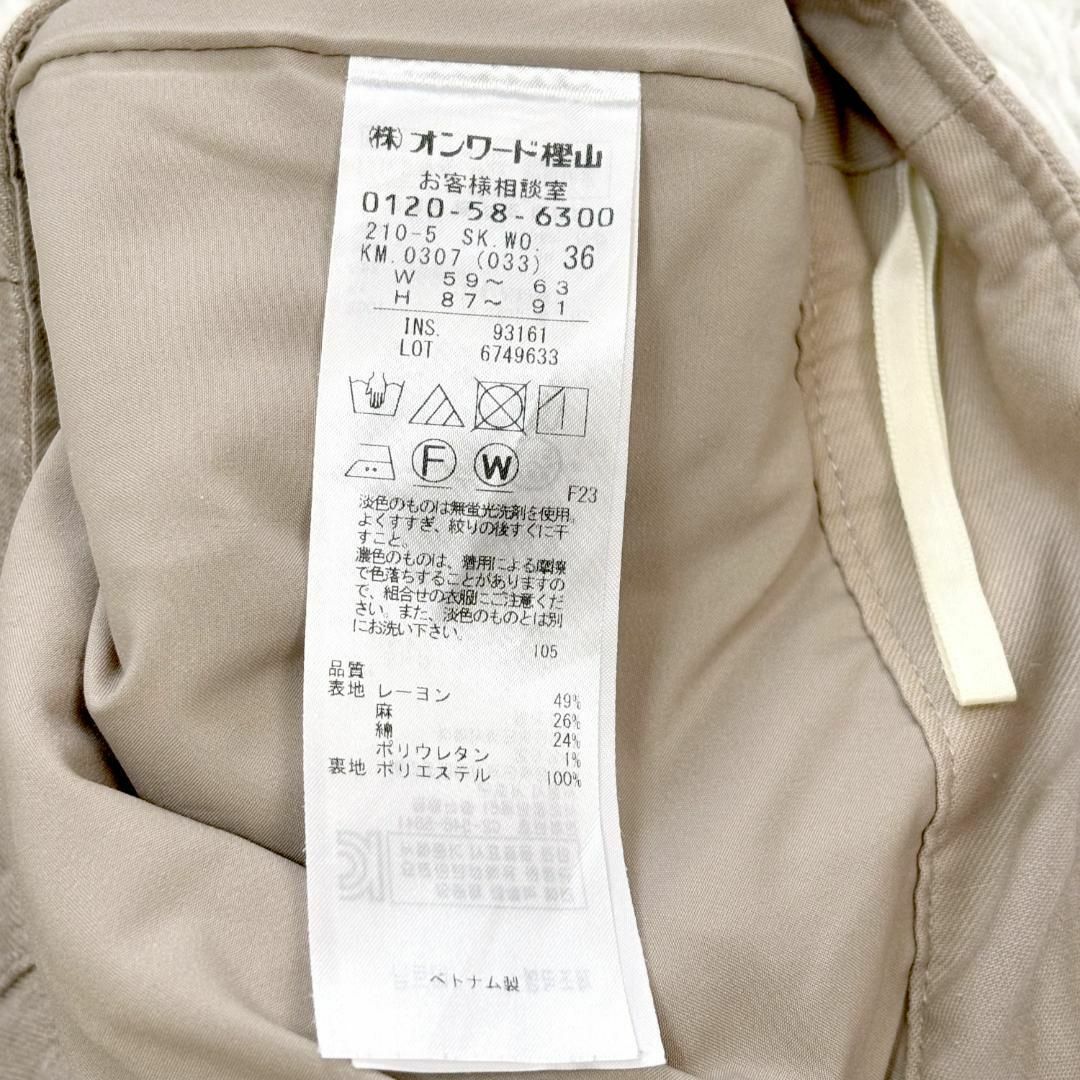 (株)オンワード樫山
お客様相談室
0120-58-6300
210-5 SK.WO. 36
KM.0307 (033)
W 59～ 63
H 87～ 91
INS. 93161
LOT 6749633
F W
F23
淡色のものは無蛍光洗剤を使用。
よくすすぎ、絞りの後すぐに干
すこと。
濃色のものは、着用による摩擦
で色落ちすることがありますの
で、組合せの衣服にご注意くだ
さい。また、淡色のものとは別
にお洗い下さい。
105
品質
表地 レーヨン 49%
麻 26%
綿 24%
ポリウレタン 1%
裏地 ポリエステル 100%
ベトナム製